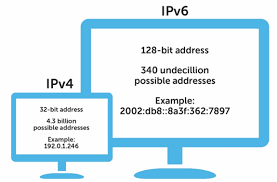 IPv6
128-bit address
340 undecillion
possible addresses
Example:
2002:db8::8a3f:362:7897
IPv4
32-bit address
4.3 billion
possible addresses
Example:
192.0.1.246